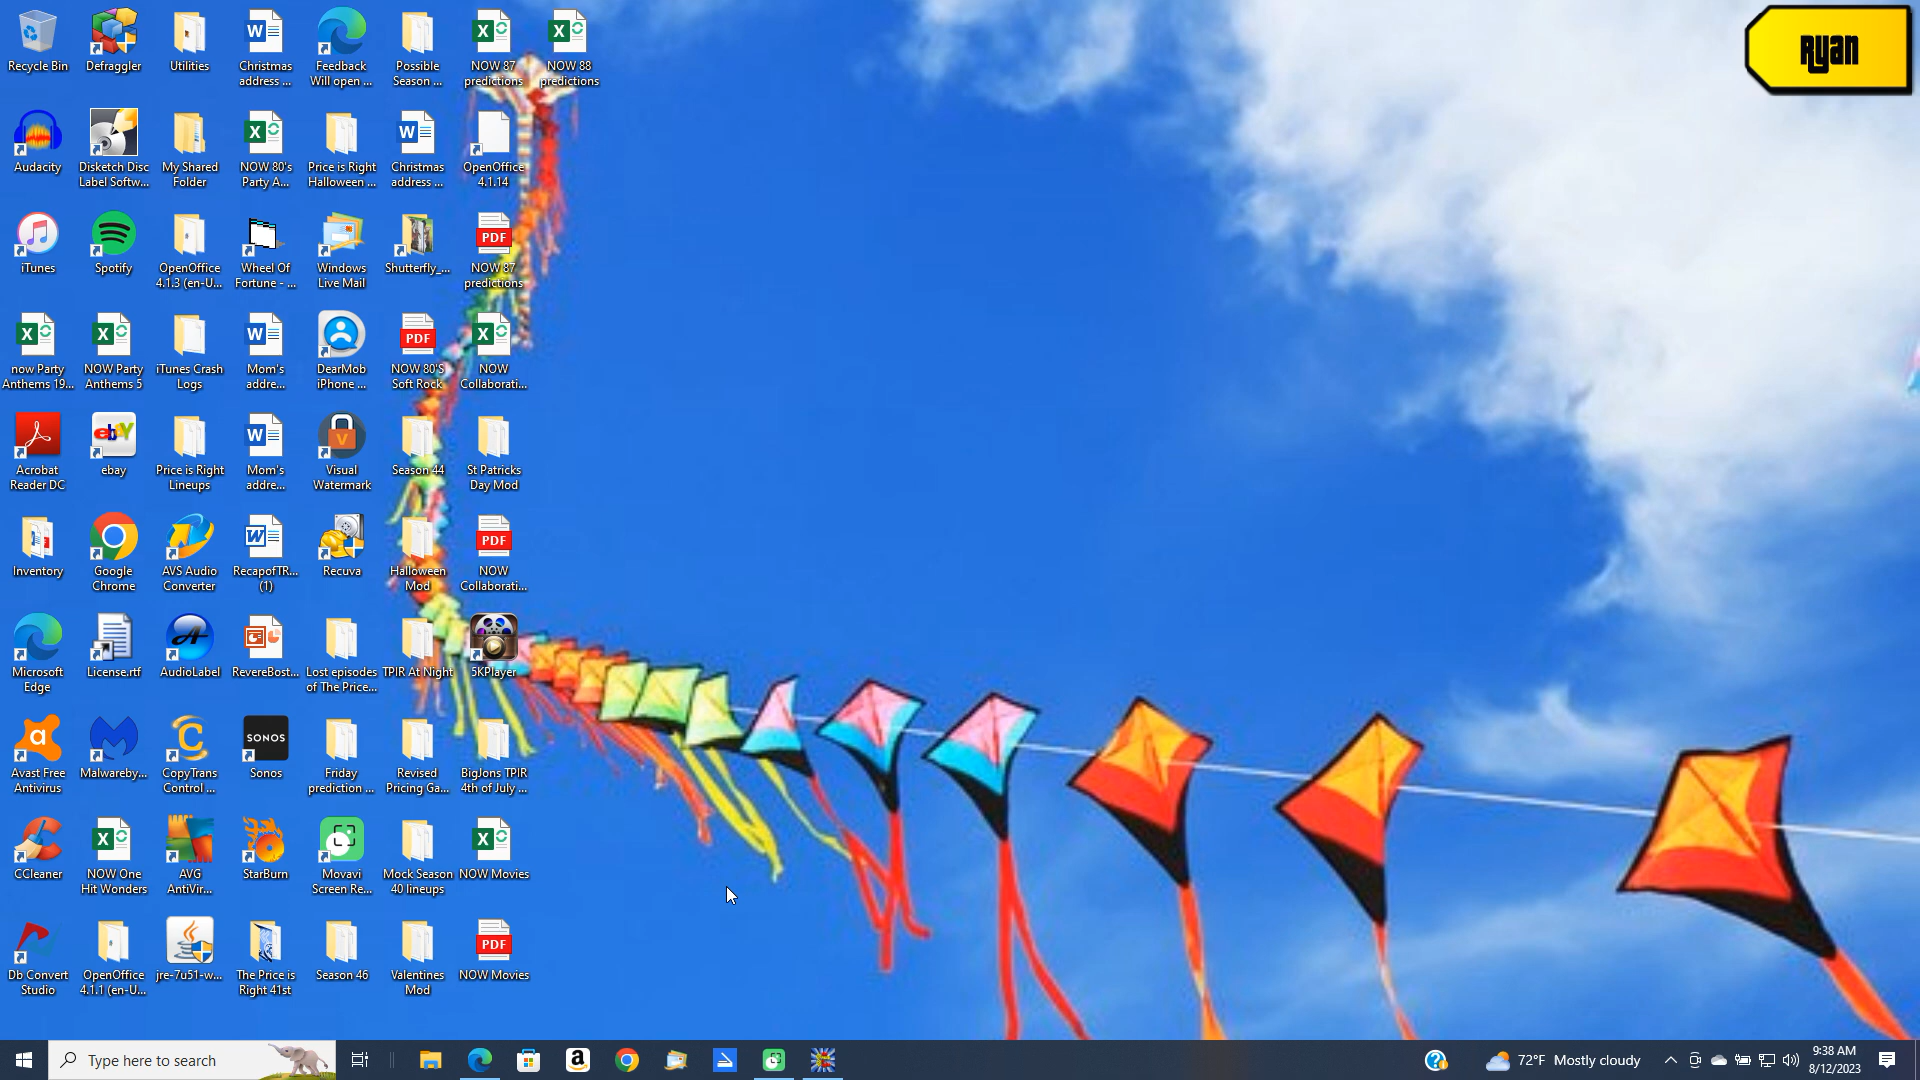 Recycle Bin
Defraggler
Utilities
Christmas
address ...
Feedback
Will open ...
Possible
Season ...
NOW 87
predictions
NOW 88
predictions
Ryan
Audacity
Disketch Disc
Label Softw...
My Shared
Folder
NOW 80's
Party A...
Price is Right
Halloween ...
Christmas
address ...
OpenOffice
4.1.14
iTunes
Spotify
OpenOffice
4.1.3 (en-U...
Wheel Of
Fortune - ...
Windows
Live Mail
Shutterfly_...
PDF
NOW 87
predictions
now Party
Anthems 19...
NOW Party
Anthems 5
iTunes Crash
Logs
Mom's
addre...
DearMob
iPhone ...
PDF
NOW 80'S
Soft Rock
NOW
Collaborati...
Acrobat
Reader DC
ebay
ebay
Price is Right
Lineups
Mom's
addre...
Visual
Watermark
Season 44
St Patricks
Day Mod
Inventory
Google
Chrome
AVS Audio
Converter
RecapofTR...
(1)
Recuva
Halloween
Mod
PDF
NOW
Collaborati...
Microsoft
Edge
License.rtf
AudioLabel
RevereBost...
Lost episodes
of The Price...
TPIR At Night
5KPlayer
Avast Free
Antivirus
Malwareby...
CopyTrans
Control ...
SONOS
Sonos
Friday
prediction ...
Revised
Pricing Ga...
BigJons TPIR
4th of July ...
CCleaner
NOW One
Hit Wonders
AVG
AntiVir...
StarBurn
Movavi
Screen Re...
Mock Season
40 lineups
NOW Movies
Db Convert
Studio
OpenOffice
4.1.1 (en-U...
jre-7u51-w...
The Price is
Right 41st
Season 46
Valentines
Mod
PDF
NOW Movies
Type here to search
72°F Mostly cloudy
9:38 AM
8/12/2023